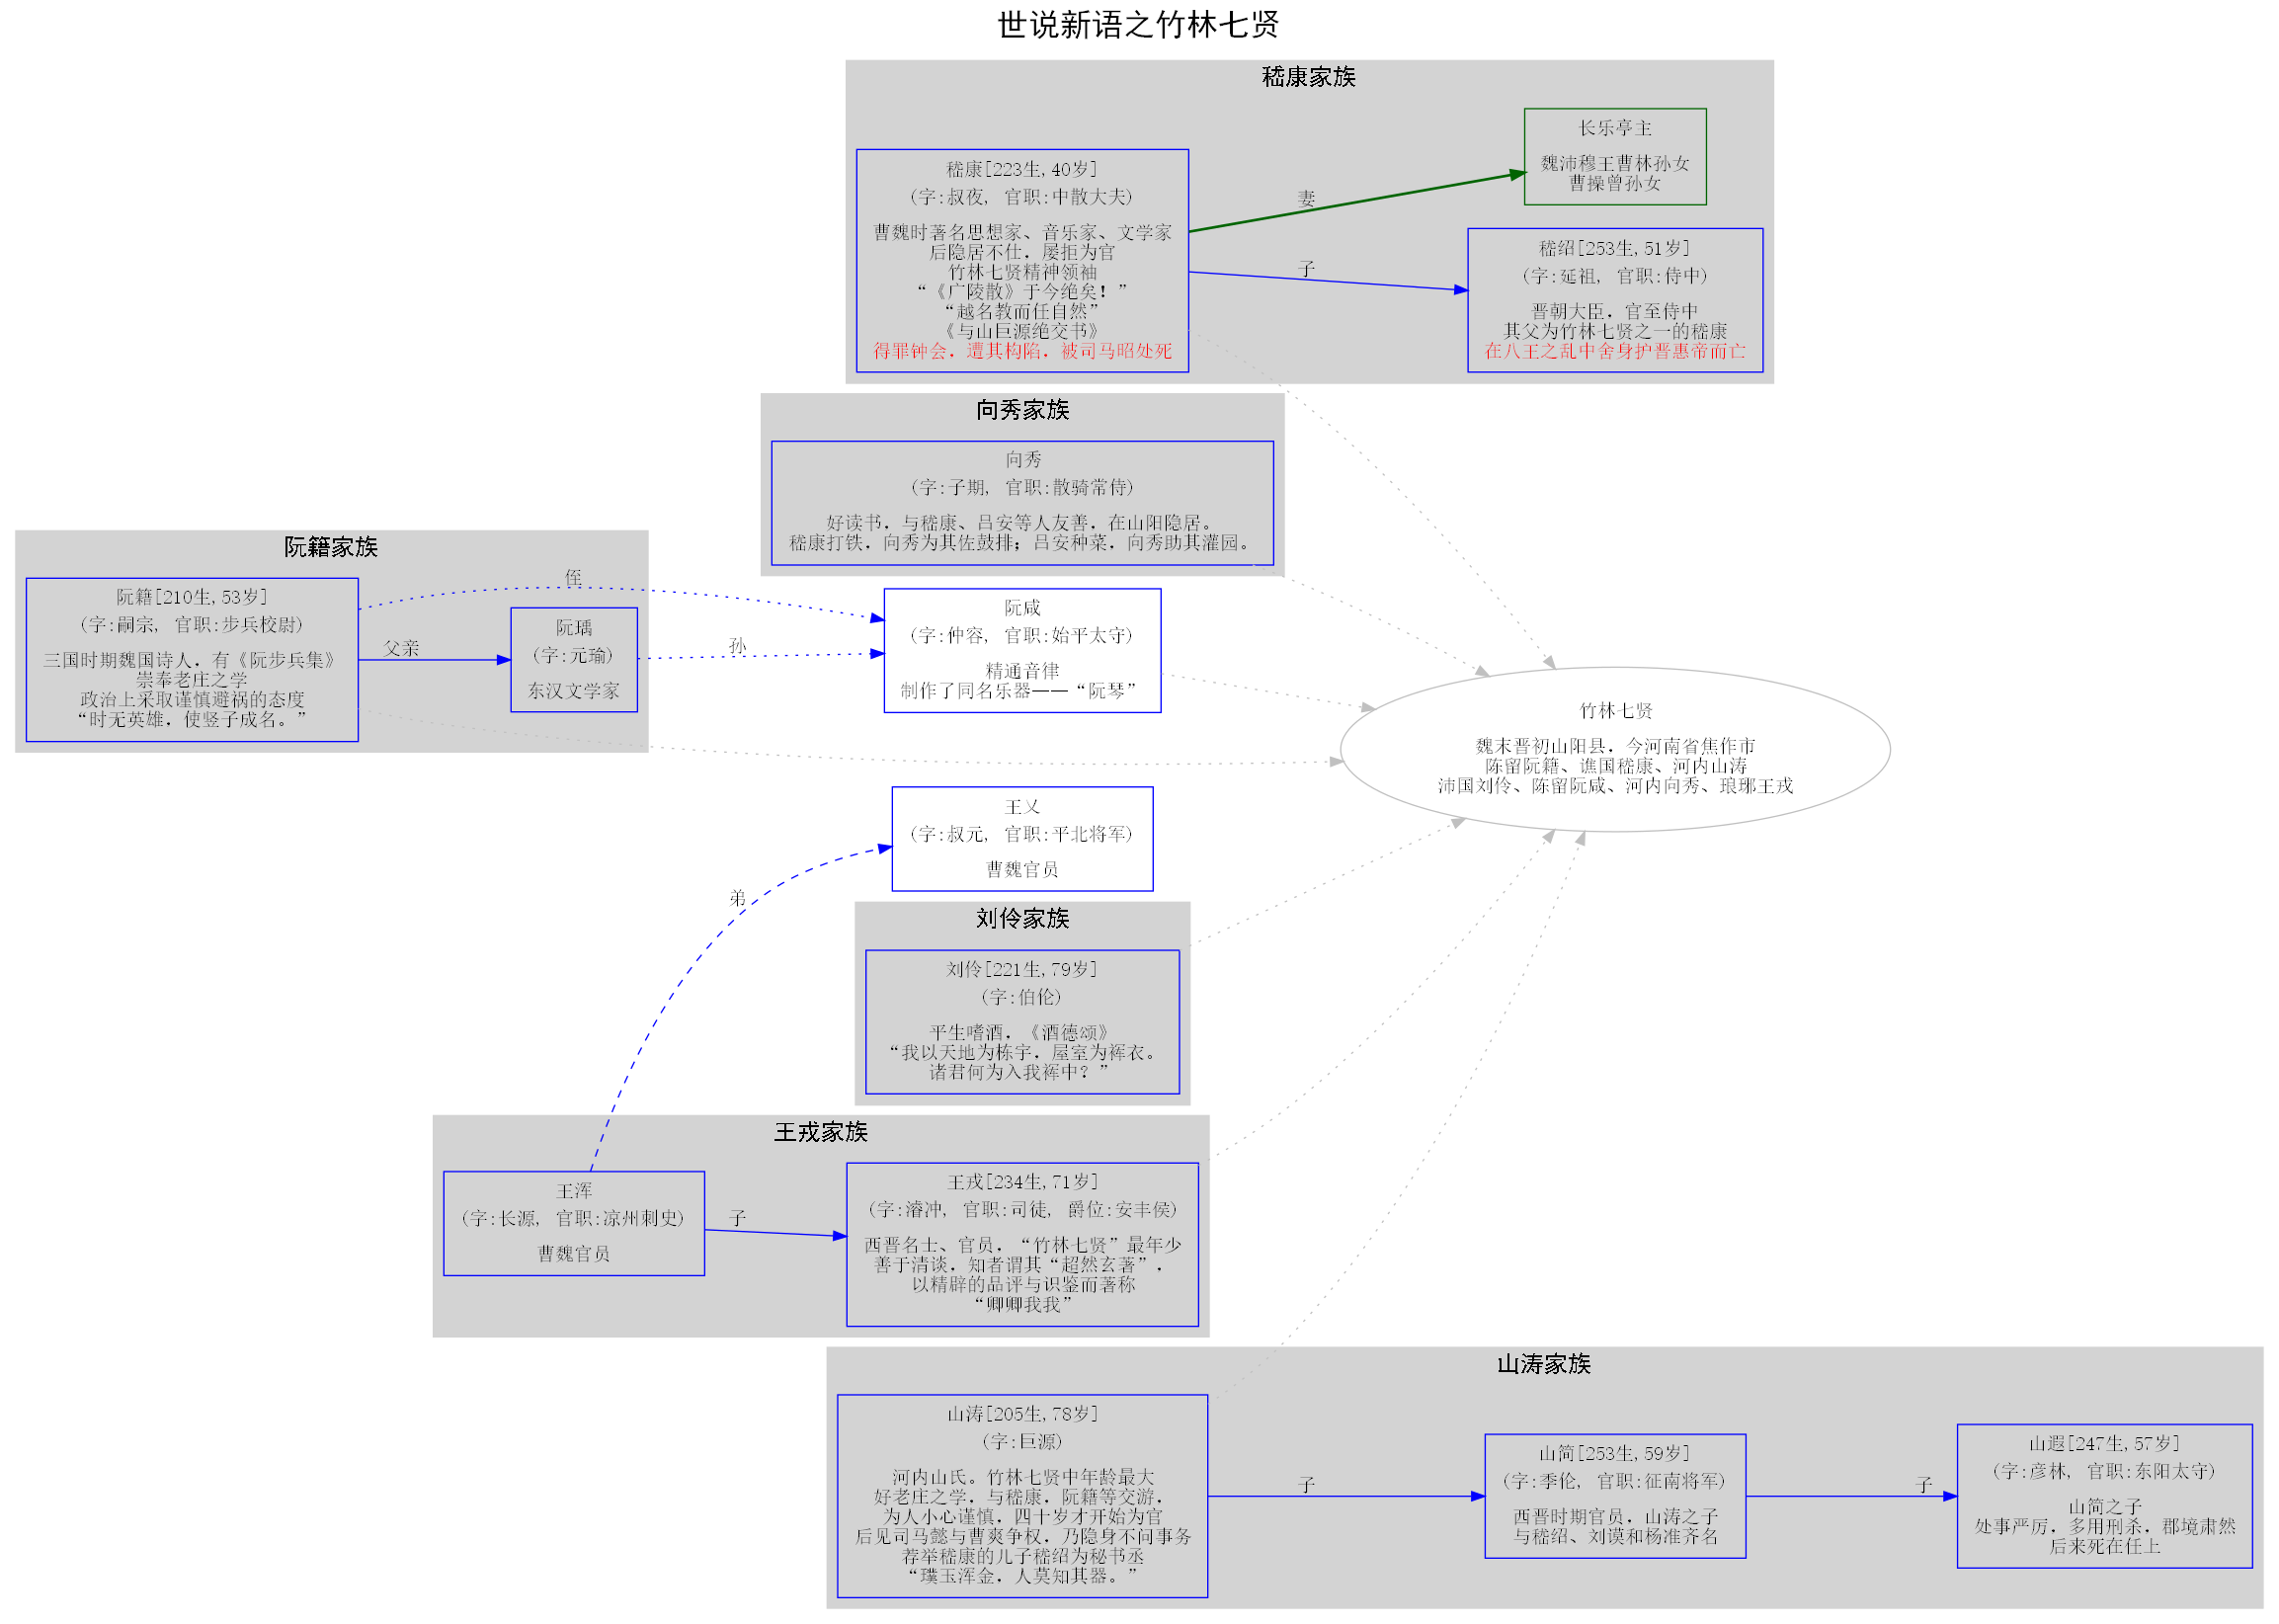 世说新语之竹林七贤
嵇康家族
嵇康[223生,40岁]
(字:叔夜, 官职:中散大夫)
曹魏时著名思想家、音乐家、文学家
后隐居不仕，屡拒为官
竹林七贤精神领袖
“《广陵散》于今绝矣！”
“越名教而任自然”
《与山巨源绝交书》
得罪钟会，遭其构陷，被司马昭处死
妻
长乐亭主
魏沛穆王曹林孙女
曹操曾孙女
子
嵇绍[253生,51岁]
(字:延祖, 官职:侍中)
晋朝大臣，官至侍中
其父为竹林七贤之一的嵇康
在八王之乱中舍身护晋惠帝而亡
向秀家族
向秀
(字:子期, 官职:散骑常侍)
好读书，与嵇康、吕安等人友善，在山阳隐居。
嵇康打铁，向秀为其佐鼓排；吕安种菜，向秀助其灌园。
阮籍家族
阮籍[210生,53岁]
(字:嗣宗, 官职:步兵校尉)
三国时期魏国诗人，有《阮步兵集》
崇奉老庄之学
政治上采取谨慎避祸的态度
“时无英雄，使竖子成名。”
父亲
侄
阮瑀
(字:元瑜)
东汉文学家
孙
阮咸
(字:仲容, 官职:始平太守)
精通音律
制作了同名乐器——“阮琴”
竹林七贤
魏末晋初山阳县，今河南省焦作市
陈留阮籍、谯国嵇康、河内山涛
沛国刘伶、陈留阮咸、河内向秀、琅琊王戎
王乂
(字:叔元, 官职:平北将军)
曹魏官员
弟
刘伶家族
刘伶[221生,79岁]
(字:伯伦)
平生嗜酒，《酒德颂》
“我以天地为栋宇，屋室为裈衣。
诸君何为入我裈中？”
王戎家族
王浑
(字:长源, 官职:凉州刺史)
曹魏官员
子
王戎[234生,71岁]
(字:濬冲, 官职:司徒, 爵位:安丰侯)
西晋名士、官员，“竹林七贤”最年少
善于清谈，知者谓其“超然玄著”，
以精辟的品评与识鉴而著称
“卿卿我我”
山涛家族
山涛[205生,78岁]
(字:巨源)
河内山氏。竹林七贤中年龄最大
好老庄之学，与嵇康，阮籍等交游，
为人小心谨慎，四十岁才开始为官
后见司马懿与曹爽争权，乃隐身不问事务
荐举嵇康的儿子嵇绍为秘书丞
“璞玉浑金，人莫知其器。”
子
山简[253生,59岁]
(字:季伦, 官职:征南将军)
西晋时期官员，山涛之子
与嵇绍、刘谟和杨准齐名
子
山遐[247生,57岁]
(字:彦林, 官职:东阳太守)
山简之子
处事严厉，多用刑杀，郡境肃然
后来死在任上